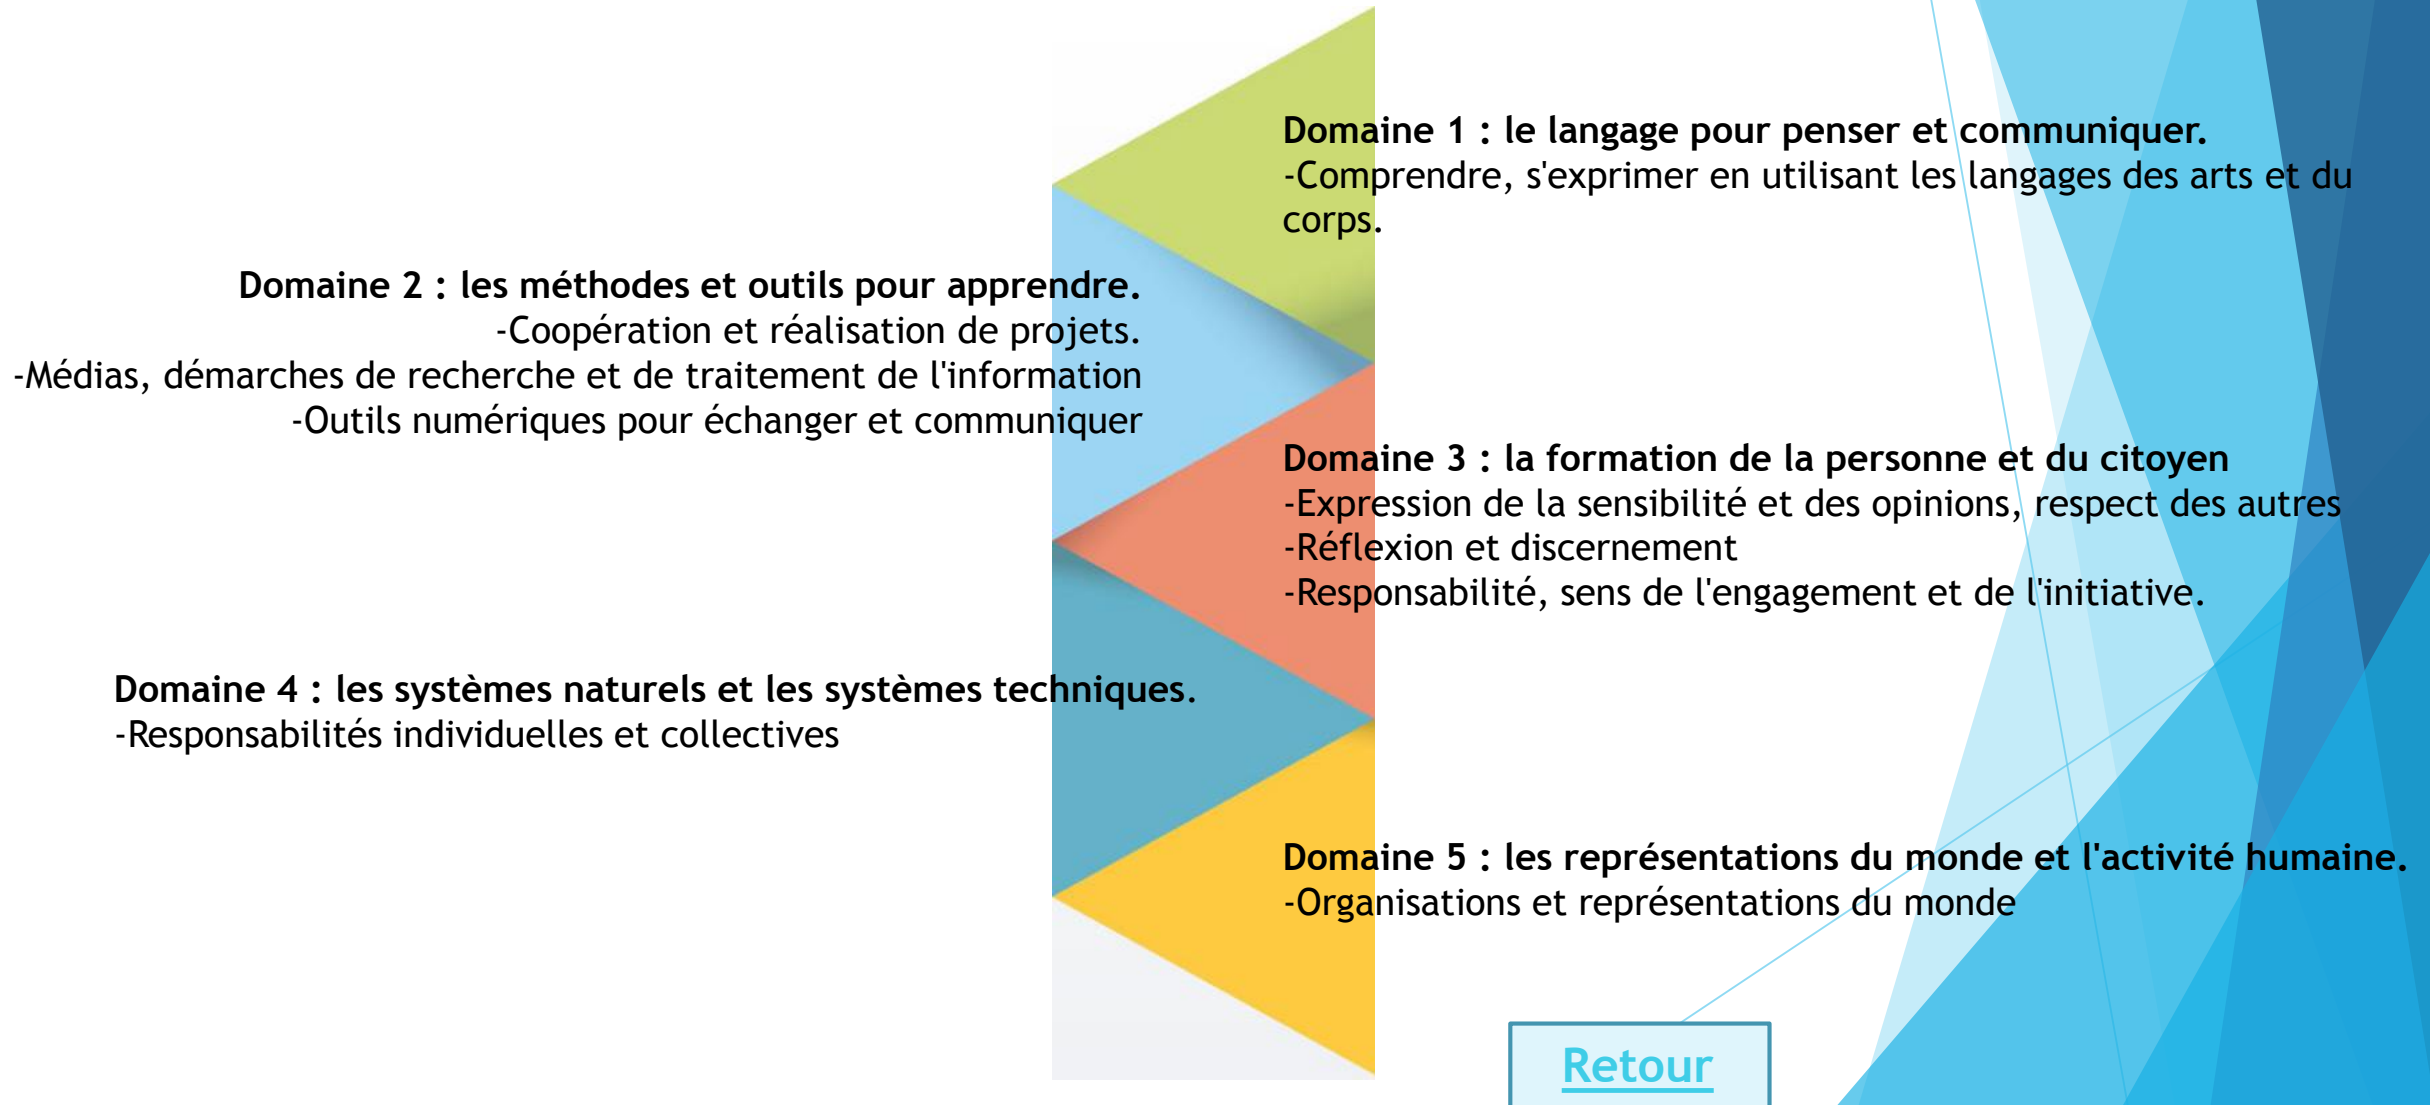 Domaine 1 : le langage pour penser et communiquer.
-Comprendre, s'exprimer en utilisant les langages des arts et du
corps.
Domaine 2 : les méthodes et outils pour apprendre.
-Coopération et réalisation de projets.
-Médias, démarches de recherche et de traitement de l'information
-Outils numériques pour échanger et communiquer
Domaine 3 : la formation de la personne et du citoyen
-Expression de la sensibilité et des opinions, respect des autres
-Réflexion et discernement
-Responsabilité, sens de l'engagement et de l'initiative.
Domaine 4 : les systèmes naturels et les systèmes techniques.
-Responsabilités individuelles et collectives
Domaine 5 : les représentations du monde et l'activité humaine.
-Organisations et représentations du monde
Retour